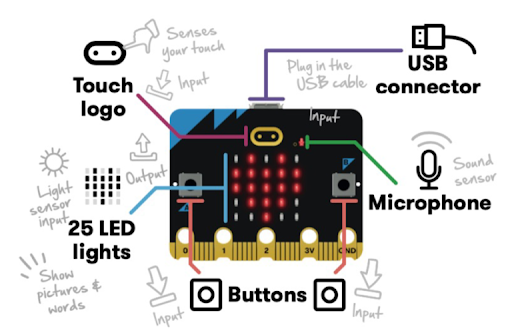 Senses
your touch
Touch
logo
Input
Plug in the
USB cable
USB
connector
Input
Output
Light
sensor
input
25 LED
lights
Show
pictures &
words
A
B
0
1
2
3V
GND
Sound
sensor
Microphone
Input
Buttons
Input